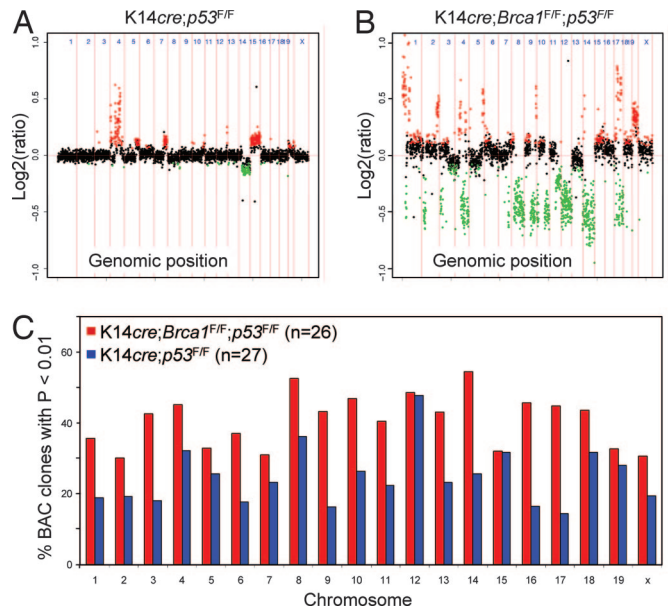 A
K14cre;p53F/F
1 2 3 4 5 6 7 8 9 10 11 12 13 14 15 16 17 18 19 X
1.0
0.5
0.0
−0.5
−1.0
Log2(ratio)
Genomic position
B
K14cre;Brca1F/F;p53F/F
1 2 3 4 5 6 7 8 9 10 11 12 13 14 15 16 17 18 19 X
1.0
0.5
0.0
−0.5
−1.0
Log2(ratio)
Genomic position
C
K14cre;Brca1F/F;p53F/F (n=26)
K14cre;p53F/F (n=27)
% BAC clones with P < 0.01
60
40
20
0
1 2 3 4 5 6 7 8 9 10 11 12 13 14 15 16 17 18 19 x
Chromosome